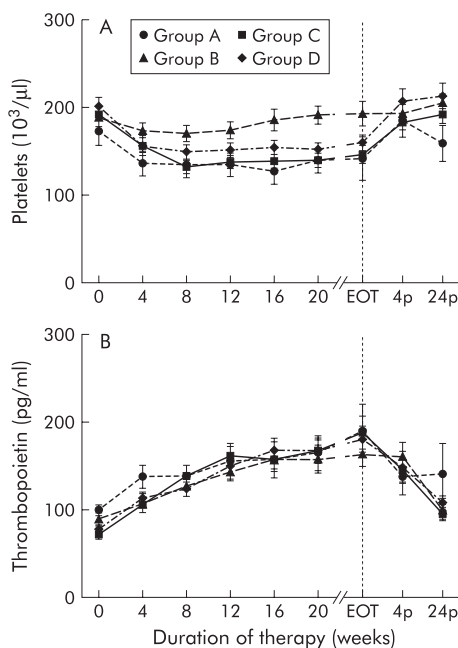 A
Group A
Group C
Group B
Group D
Platelets (10³/µl)
300
200
100
0
0 4 8 12 16 20 EOT 4p 24p
B
Thrombopoietin (pg/ml)
300
200
100
0
0 4 8 12 16 20 EOT 4p 24p
Duration of therapy (weeks)